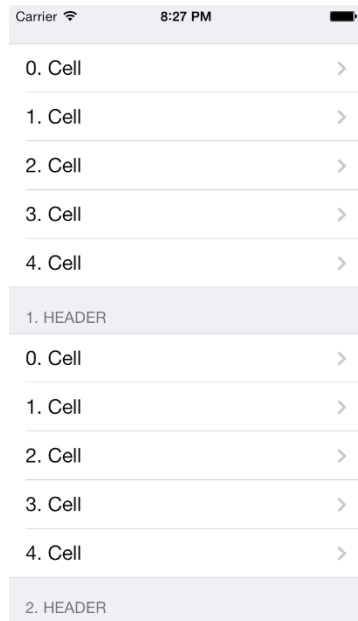 Carrier 8:27 PM
0. Cell
1. Cell
2. Cell
3. Cell
4. Cell
1. HEADER
0. Cell
1. Cell
2. Cell
3. Cell
4. Cell
2. HEADER